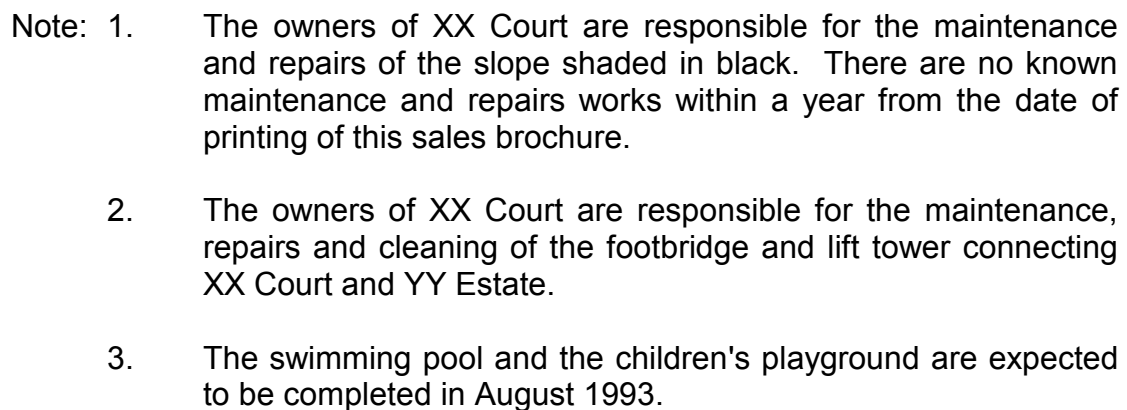 Note: 1. The owners of XX Court are responsible for the maintenance
and repairs of the slope shaded in black. There are no known
maintenance and repairs works within a year from the date of
printing of this sales brochure.
2. The owners of XX Court are responsible for the maintenance,
repairs and cleaning of the footbridge and lift tower connecting
XX Court and YY Estate.
3. The swimming pool and the children's playground are expected
to be completed in August 1993.